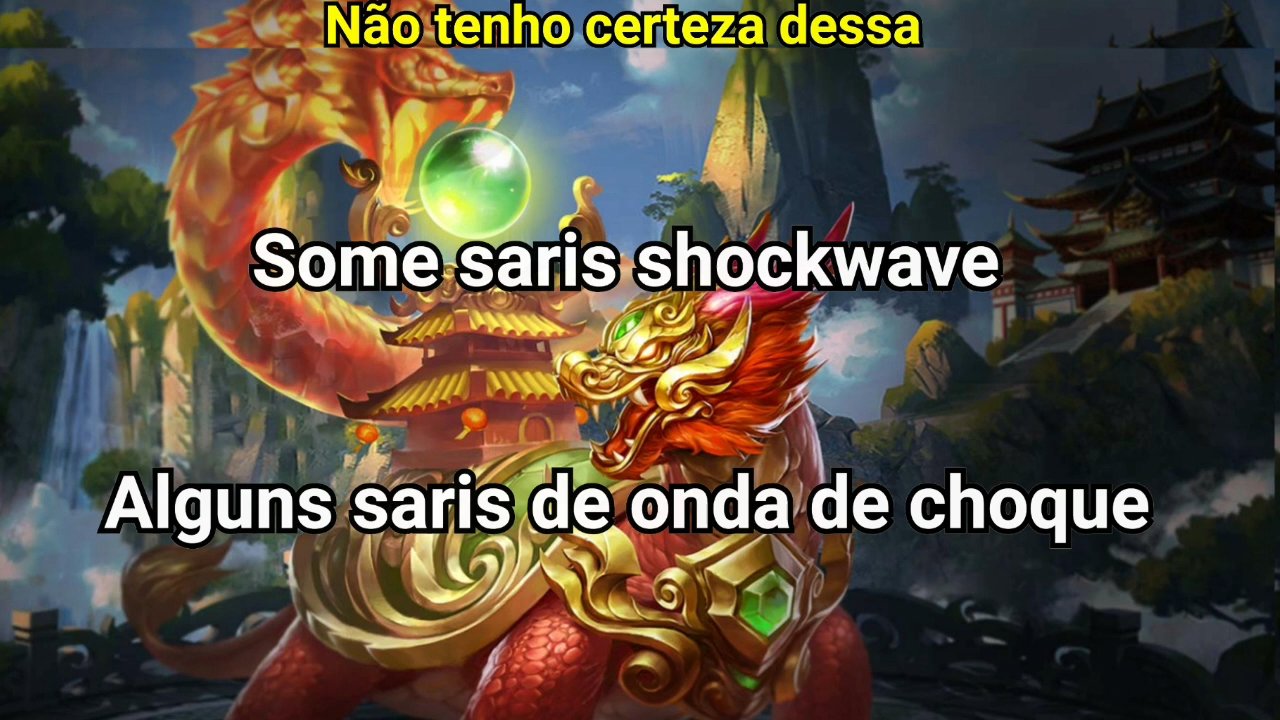 Não tenho certeza dessa
Some saris shockwave
Alguns saris de onda de choque